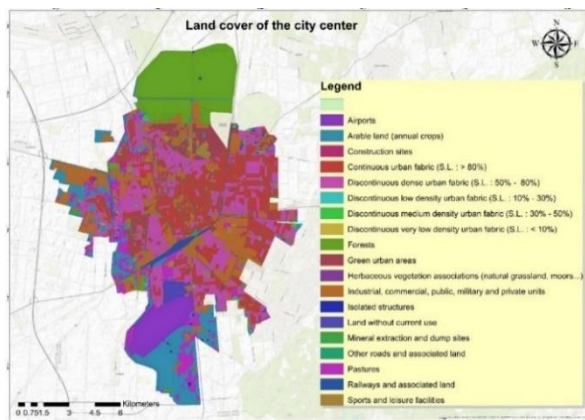 Land cover of the city center
N
W E
S
Legend
Airports
Arable land (annual crops)
Construction sites
Continuous urban fabric (S.L. : > 80%)
Discontinuous dense urban fabric (S.L. : 50% - 80%)
Discontinuous low density urban fabric (S.L. : 10% - 30%)
Discontinuous medium density urban fabric (S.L. : 30% - 50%)
Discontinuous very low density urban fabric (S.L. : < 10%)
Forests
Green urban areas
Herbaceous vegetation associations (natural grassland, moors...)
Industrial, commercial, public, military and private units
Isolated structures
Land without current use
Mineral extraction and dump sites
Other roads and associated land
Pastures
Railways and associated land
Sports and leisure facilities
Kilometers
0 0.751.5 3 4.5 6